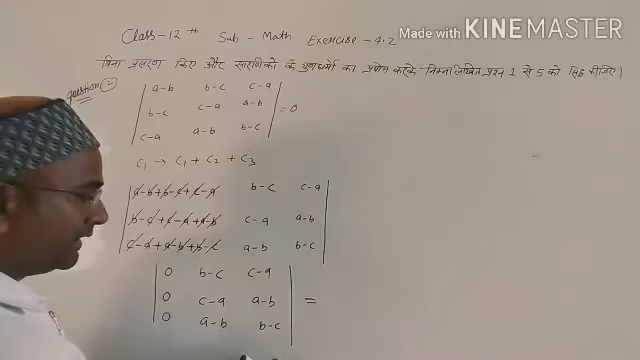 Made with KINEMASTER
Class-12th Sub-Math Exercise-4.2
बिना प्रसरण किए और सारणिकों के गुणधर्मों का प्रयोग करके निम्नलिखित प्रश्न 1 से 5 को सिद्ध कीजिए|
question 2
| a-b b-c c-a |
| b-c c-a a-b | = 0
| c-a a-b b-c |
C1 → C1 + C2 + C3
| a-b+b-c+c-a b-c c-a |
| b-c+c-a+a-b c-a a-b |
| c-a+a-b+b-c a-b b-c |
| 0 b-c c-a |
| 0 c-a a-b | =
| 0 a-b b-c |